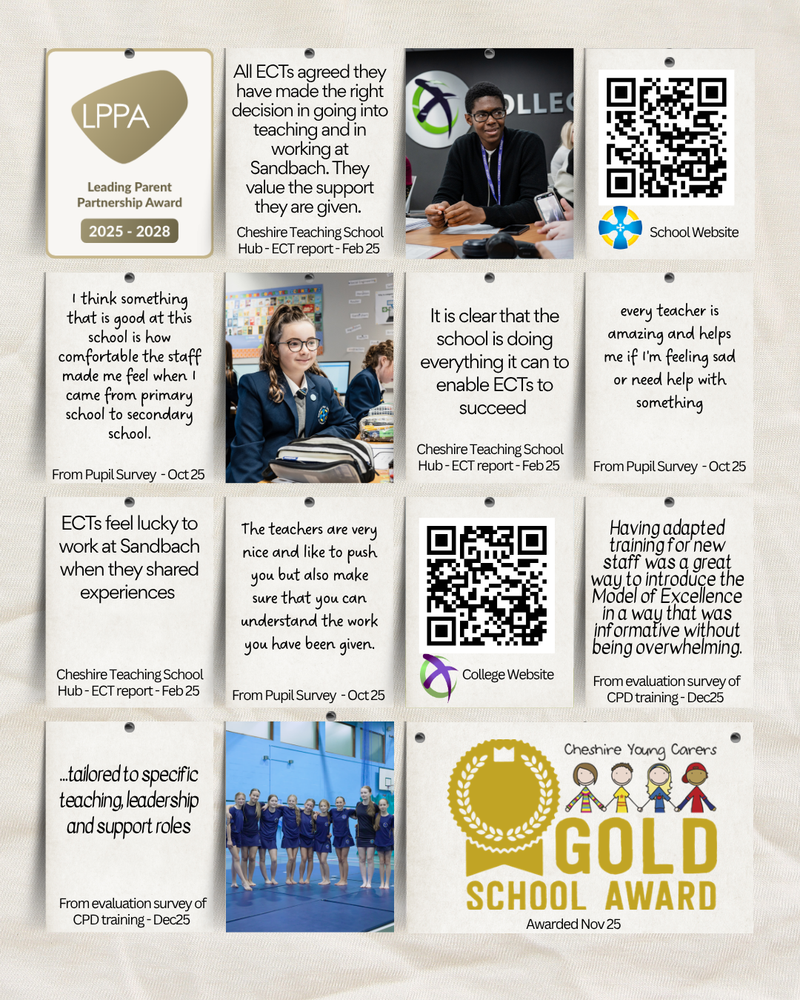 LPPA
Leading Parent
Partnership Award
2025 - 2028
All ECTs agreed they
have made the right
decision in going into
teaching and in
working at
Sandbach. They
value the support
they are given.
Cheshire Teaching School
Hub - ECT report - Feb 25
COLLEG
School Website
I think something
that is good at this
school is how
comfortable the staff
made me feel when I
came from primary
school to secondary
school.
From Pupil Survey - Oct 25
It is clear that the
school is doing
everything it can to
enable ECTs to
succeed
Cheshire Teaching School
Hub - ECT report - Feb 25
every teacher is
amazing and helps
me if I'm feeling sad
or need help with
something
From Pupil Survey - Oct 25
ECTs feel lucky to
work at Sandbach
when they shared
experiences
Cheshire Teaching School
Hub - ECT report - Feb 25
The teachers are very
nice and like to push
you but also make
sure that you can
understand the work
you have been given.
From Pupil Survey - Oct 25
College Website
Having adapted
training for new
staff was a great
way to introduce the
Model of Excellence
in a way that was
informative without
being overwhelming.
From evaluation survey of
CPD training - Dec25
...tailored to specific
teaching, leadership
and support roles
From evaluation survey of
CPD training - Dec25
Cheshire Young Carers
GOLD
SCHOOL AWARD
Awarded Nov 25